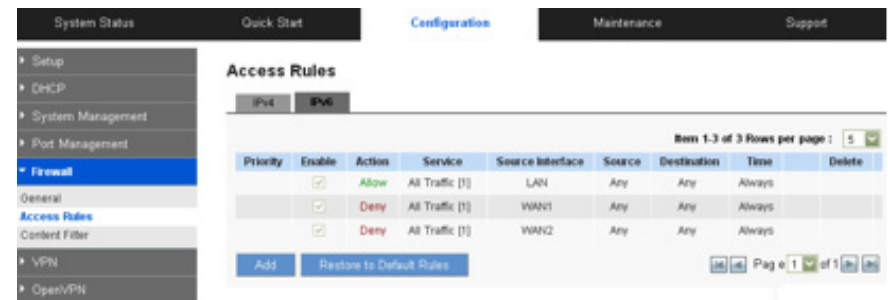 System Status Quick Start Configuration Maintenance Support
Setup
DHCP
System Management
Port Management
Firewall
General
Access Rules
Content Filter
VPN
OpenVPN
Access Rules
IPv4 IPv6
Item 1-3 of 3 Rows per page : 5
Priority Enable Action Service Source Interface Source Destination Time Delete
Allow All Traffic [1] LAN Any Any Always
Deny All Traffic [1] WAN1 Any Any Always
Deny All Traffic [1] WAN2 Any Any Always
Add Restore to Default Rules Page 1 of 1